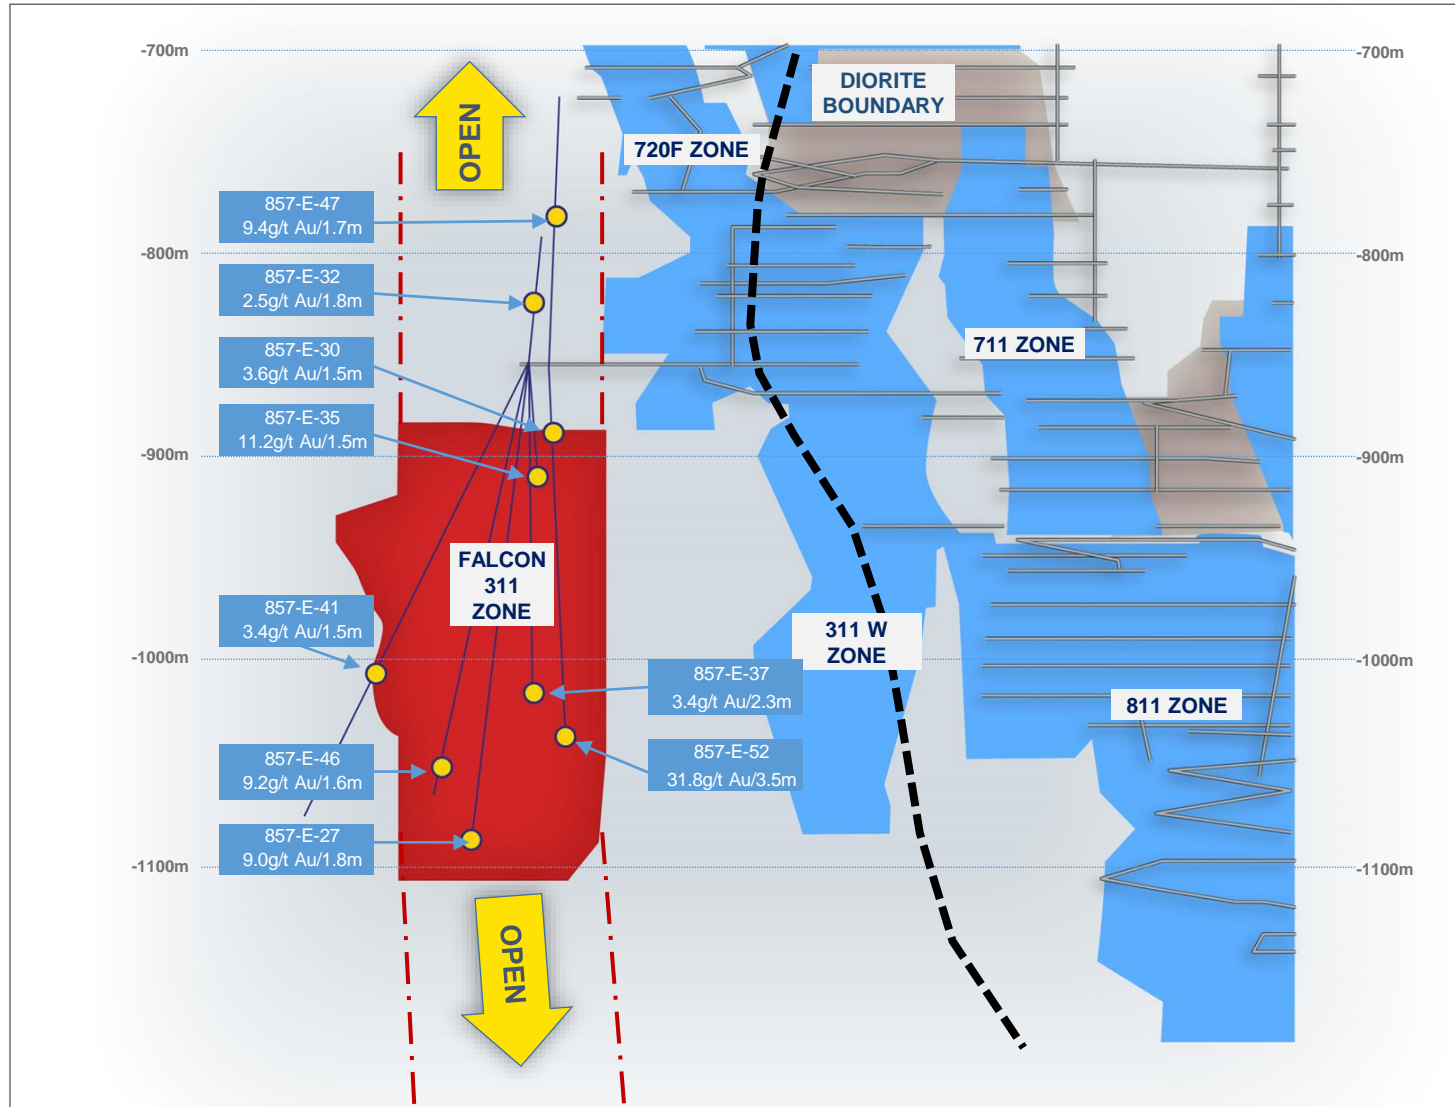 -700m
-700m
DIORITE
BOUNDARY
OPEN
720F ZONE
857-E-47
9.4g/t Au/1.7m
-800m
-800m
857-E-32
2.5g/t Au/1.8m
857-E-30
3.6g/t Au/1.5m
711 ZONE
857-E-35
11.2g/t Au/1.5m
-900m
-900m
FALCON
311
ZONE
857-E-41
3.4g/t Au/1.5m
311 W
ZONE
-1000m
-1000m
857-E-37
3.4g/t Au/2.3m
811 ZONE
857-E-52
31.8g/t Au/3.5m
857-E-46
9.2g/t Au/1.6m
857-E-27
9.0g/t Au/1.8m
-1100m
-1100m
OPEN